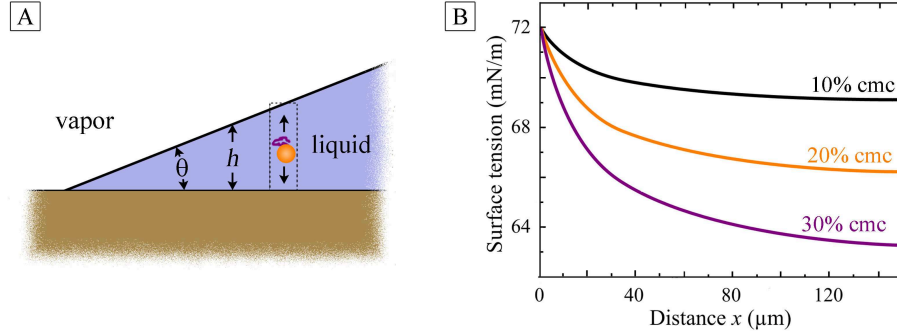 A
vapor
θ
h
liquid
B
Surface tension (mN/m)
72
68
64
10% cmc
20% cmc
30% cmc
0
40
80
120
Distance x (µm)